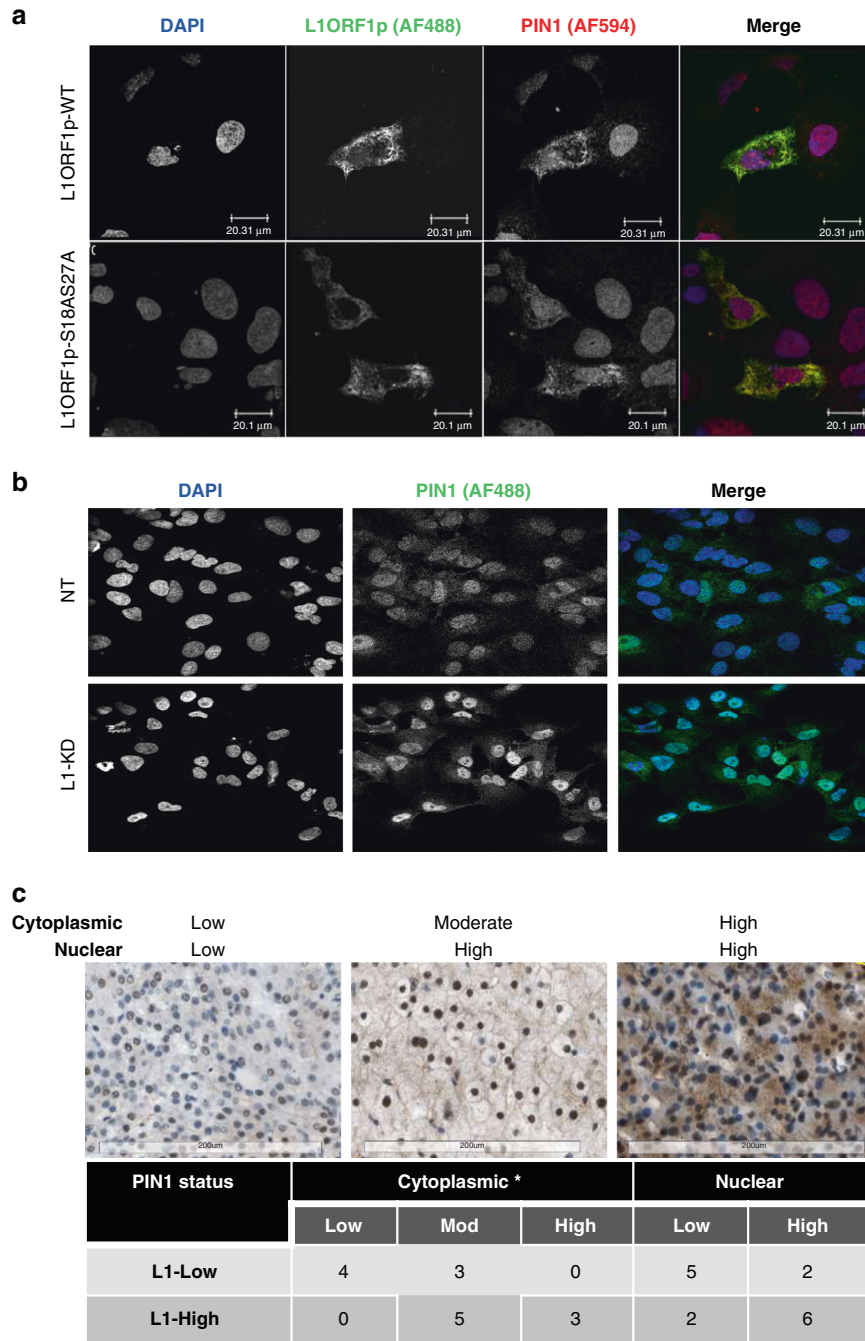 a
DAPI L1ORF1p (AF488) PIN1 (AF594) Merge
L1ORF1p-WT
20.31 µm 20.31 µm 20.31 µm 20.31 µm
L1ORF1p-S18AS27A
20.1 µm 20.1 µm 20.1 µm 20.1 µm
b
DAPI PIN1 (AF488) Merge
NT
L1-KD
c
Cytoplasmic Low Moderate High
Nuclear Low High High
200um 200um 200um
PIN1 status Cytoplasmic * Nuclear
Low Mod High Low High
L1-Low 4 3 0 5 2
L1-High 0 5 3 2 6